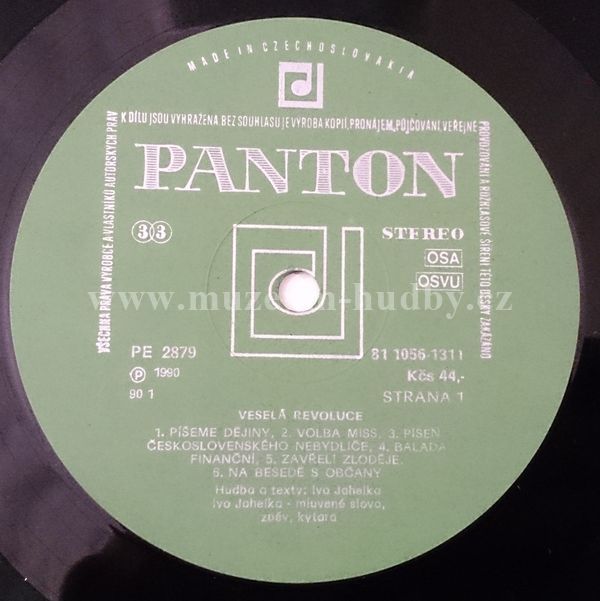 MADE IN CZECHOSLOVAKIA
VŠECHNA PRÁVA VÝROBCE A VLASTNÍKŮ AUTORSKÝCH PRÁV
K DÍLU JSOU VYHRAŽENA BEZ SOUHLASU JE VÝROBA KOPIÍ, PRONÁJEM, PŮJČOVÁNÍ, VEŘEJNÉ
PROVOZOVÁNÍ A ROZHLASOVÉ ŠÍŘENÍ TÉTO DESKY ZAKÁZÁNO
PANTON
33
STEREO
OSA
OSVU
www.muzeum-hudby.cz
PE 2879
81 1056-1311
Ⓟ 1990
Kčs 44,-
90 1
STRANA 1
VESELÁ REVOLUCE
1. PÍŠEME DĚJINY, 2. VOLBA MISS, 3. PÍSEŇ
ČESKOSLOVENSKÉHO NEBYDLIČE, 4. BALADA
FINANČNÍ, 5. ZAVŘELI ZLODĚJE,
6. NA BESEDĚ S OBČANY
Hudba a texty: Ivo Jahelka
Ivo Jahelka - mluvené slovo,
zpěv, kytara